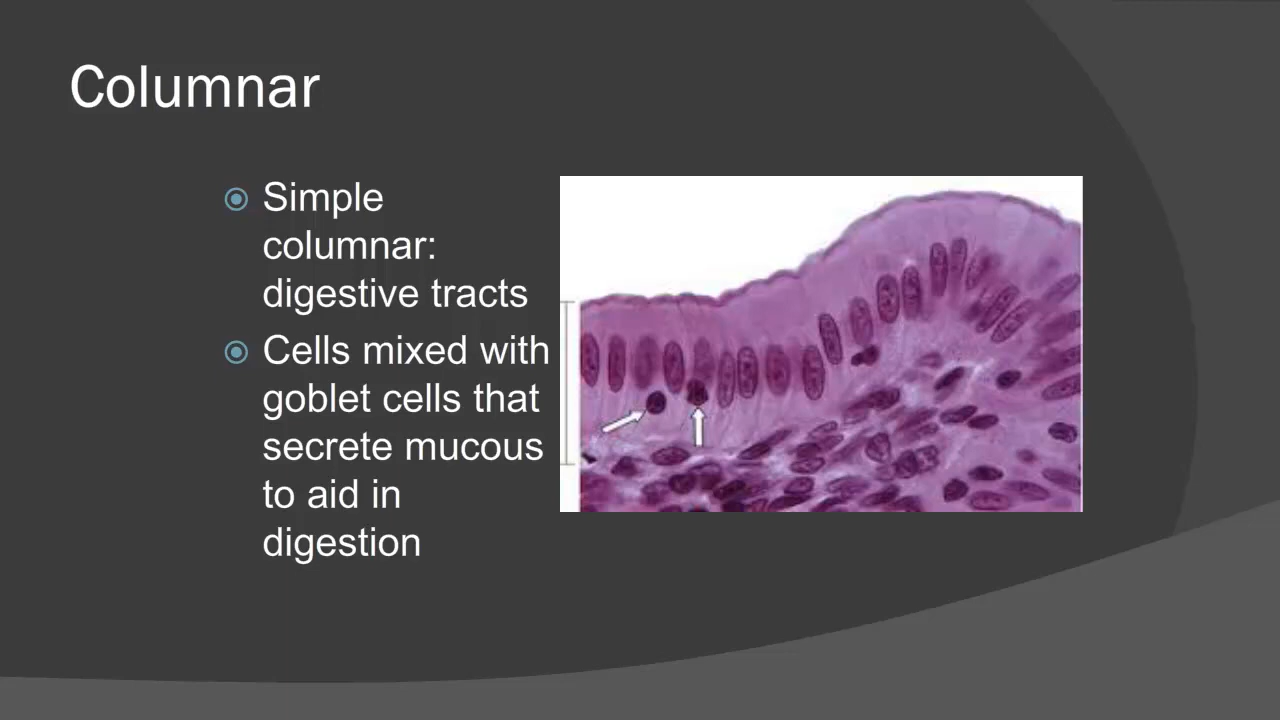 Columnar
Simple
columnar:
digestive tracts
Cells mixed with
goblet cells that
secrete mucous
to aid in
digestion